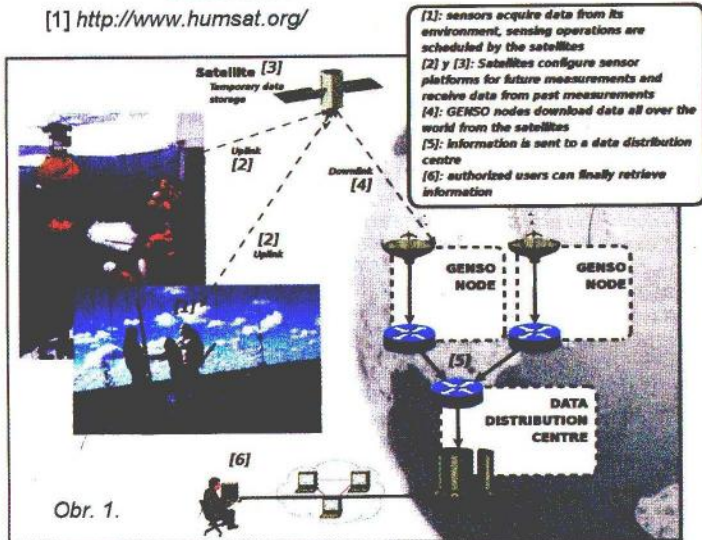 [1] http://www.humsat.org/
[1]: sensors acquire data from its
environment, sensing operations are
scheduled by the satellites
[2] y [3]: Satellites configure sensor
platforms for future measurements and
receive data from past measurements
[4]: GENSO nodes download data all over the
world from the satellites
[5]: information is sent to a data distribution
centre
[6]: authorized users can finally retrieve
information
Satellite [3]
Temporary data
storage
Uplink
[2]
Downlink
[4]
[2]
Uplink
[1]
GENSO
NODE
GENSO
NODE
[5]
DATA
DISTRIBUTION
CENTRE
[6]
Obr. 1.